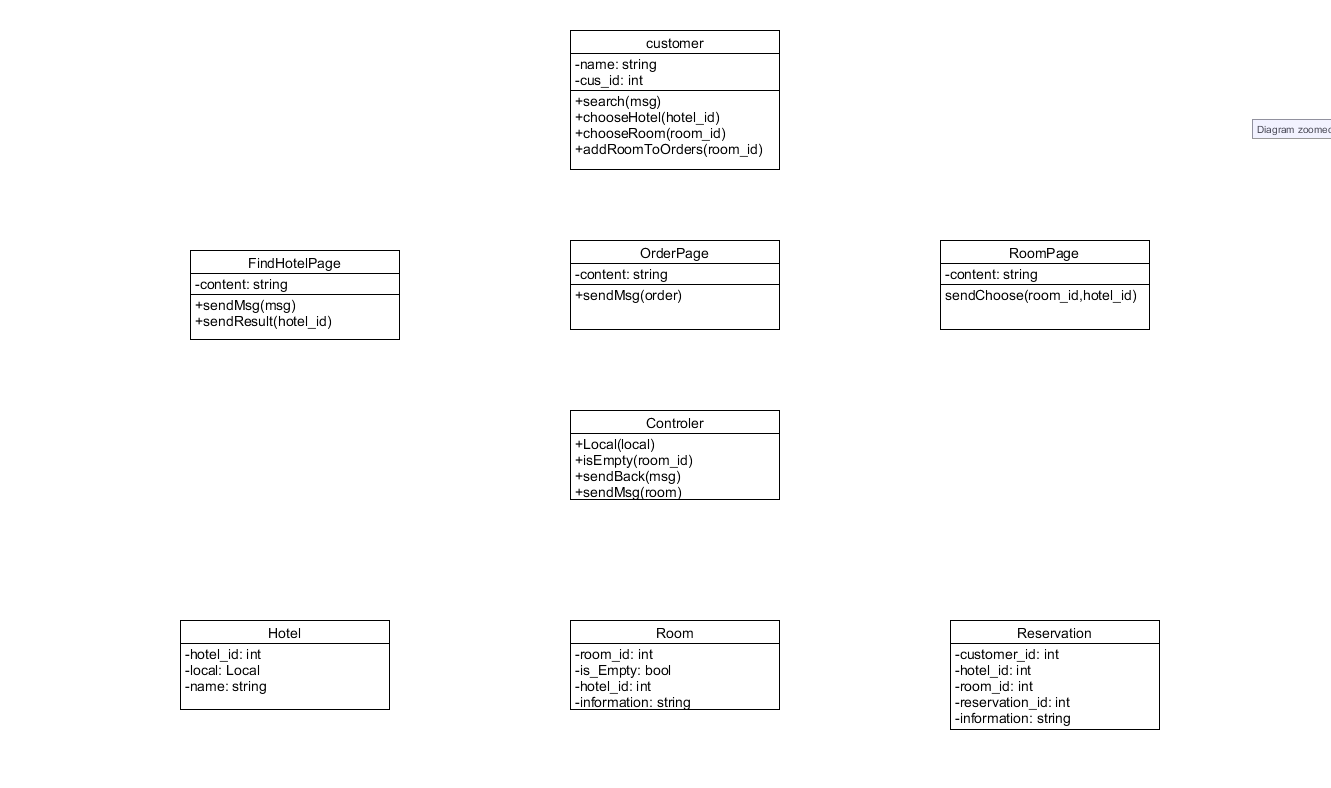 customer
-name: string
-cus_id: int
+search(msg)
+chooseHotel(hotel_id)
+chooseRoom(room_id)
+addRoomToOrders(room_id)
Diagram zoomed
FindHotelPage
-content: string
+sendMsg(msg)
+sendResult(hotel_id)
OrderPage
-content: string
+sendMsg(order)
RoomPage
-content: string
sendChoose(room_id,hotel_id)
Controler
+Local(local)
+isEmpty(room_id)
+sendBack(msg)
+sendMsg(room)
Hotel
-hotel_id: int
-local: Local
-name: string
Room
-room_id: int
-is_Empty: bool
-hotel_id: int
-information: string
Reservation
-customer_id: int
-hotel_id: int
-room_id: int
-reservation_id: int
-information: string